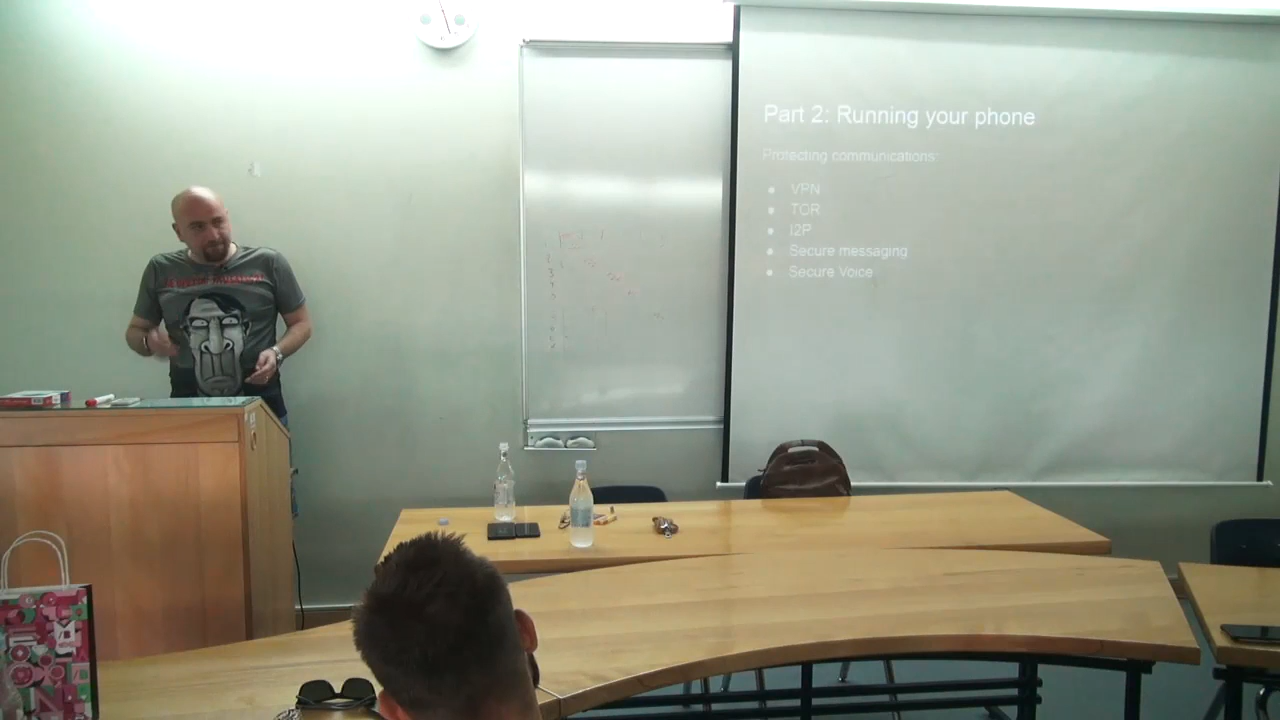 Part 2: Running your phone
Protecting communications:
VPN
TOR
I2P
Secure messaging
Secure Voice